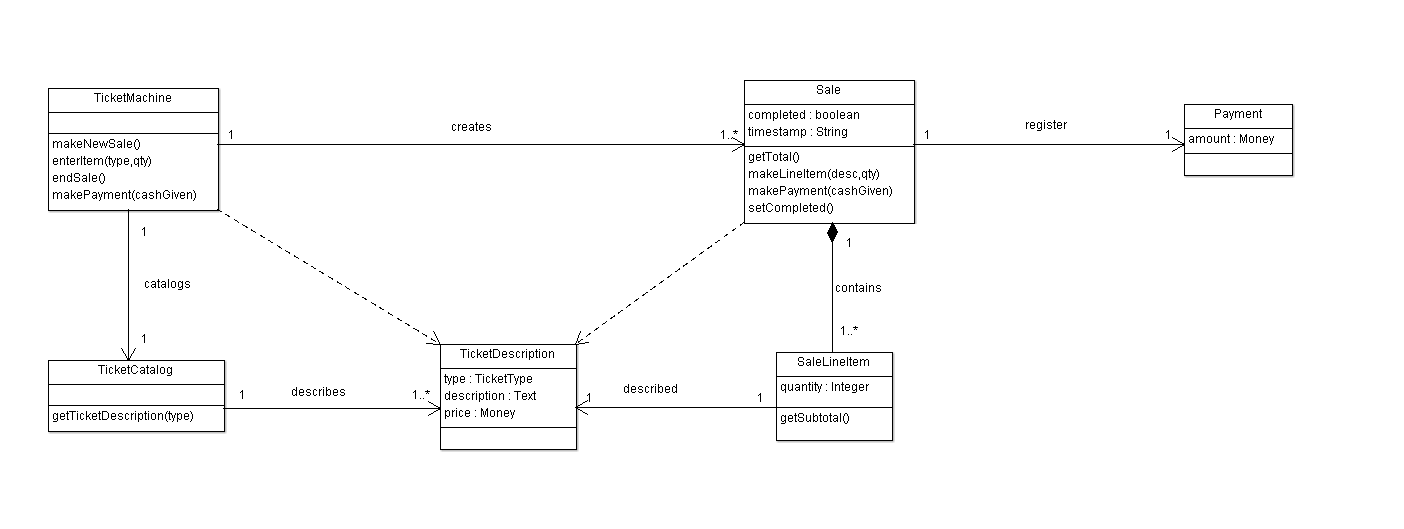 TicketMachine
makeNewSale()
enterItem(type,qty)
endSale()
makePayment(cashGiven)
1
creates
1..*
Sale
completed : boolean
timestamp : String
getTotal()
makeLineItem(desc,qty)
makePayment(cashGiven)
setCompleted()
1
register
1
Payment
amount : Money
1
catalogs
1
1
contains
1..*
TicketCatalog
getTicketDescription(type)
1
describes
1..*
TicketDescription
type : TicketType
description : Text
price : Money
1
described
1
SaleLineItem
quantity : Integer
getSubtotal()